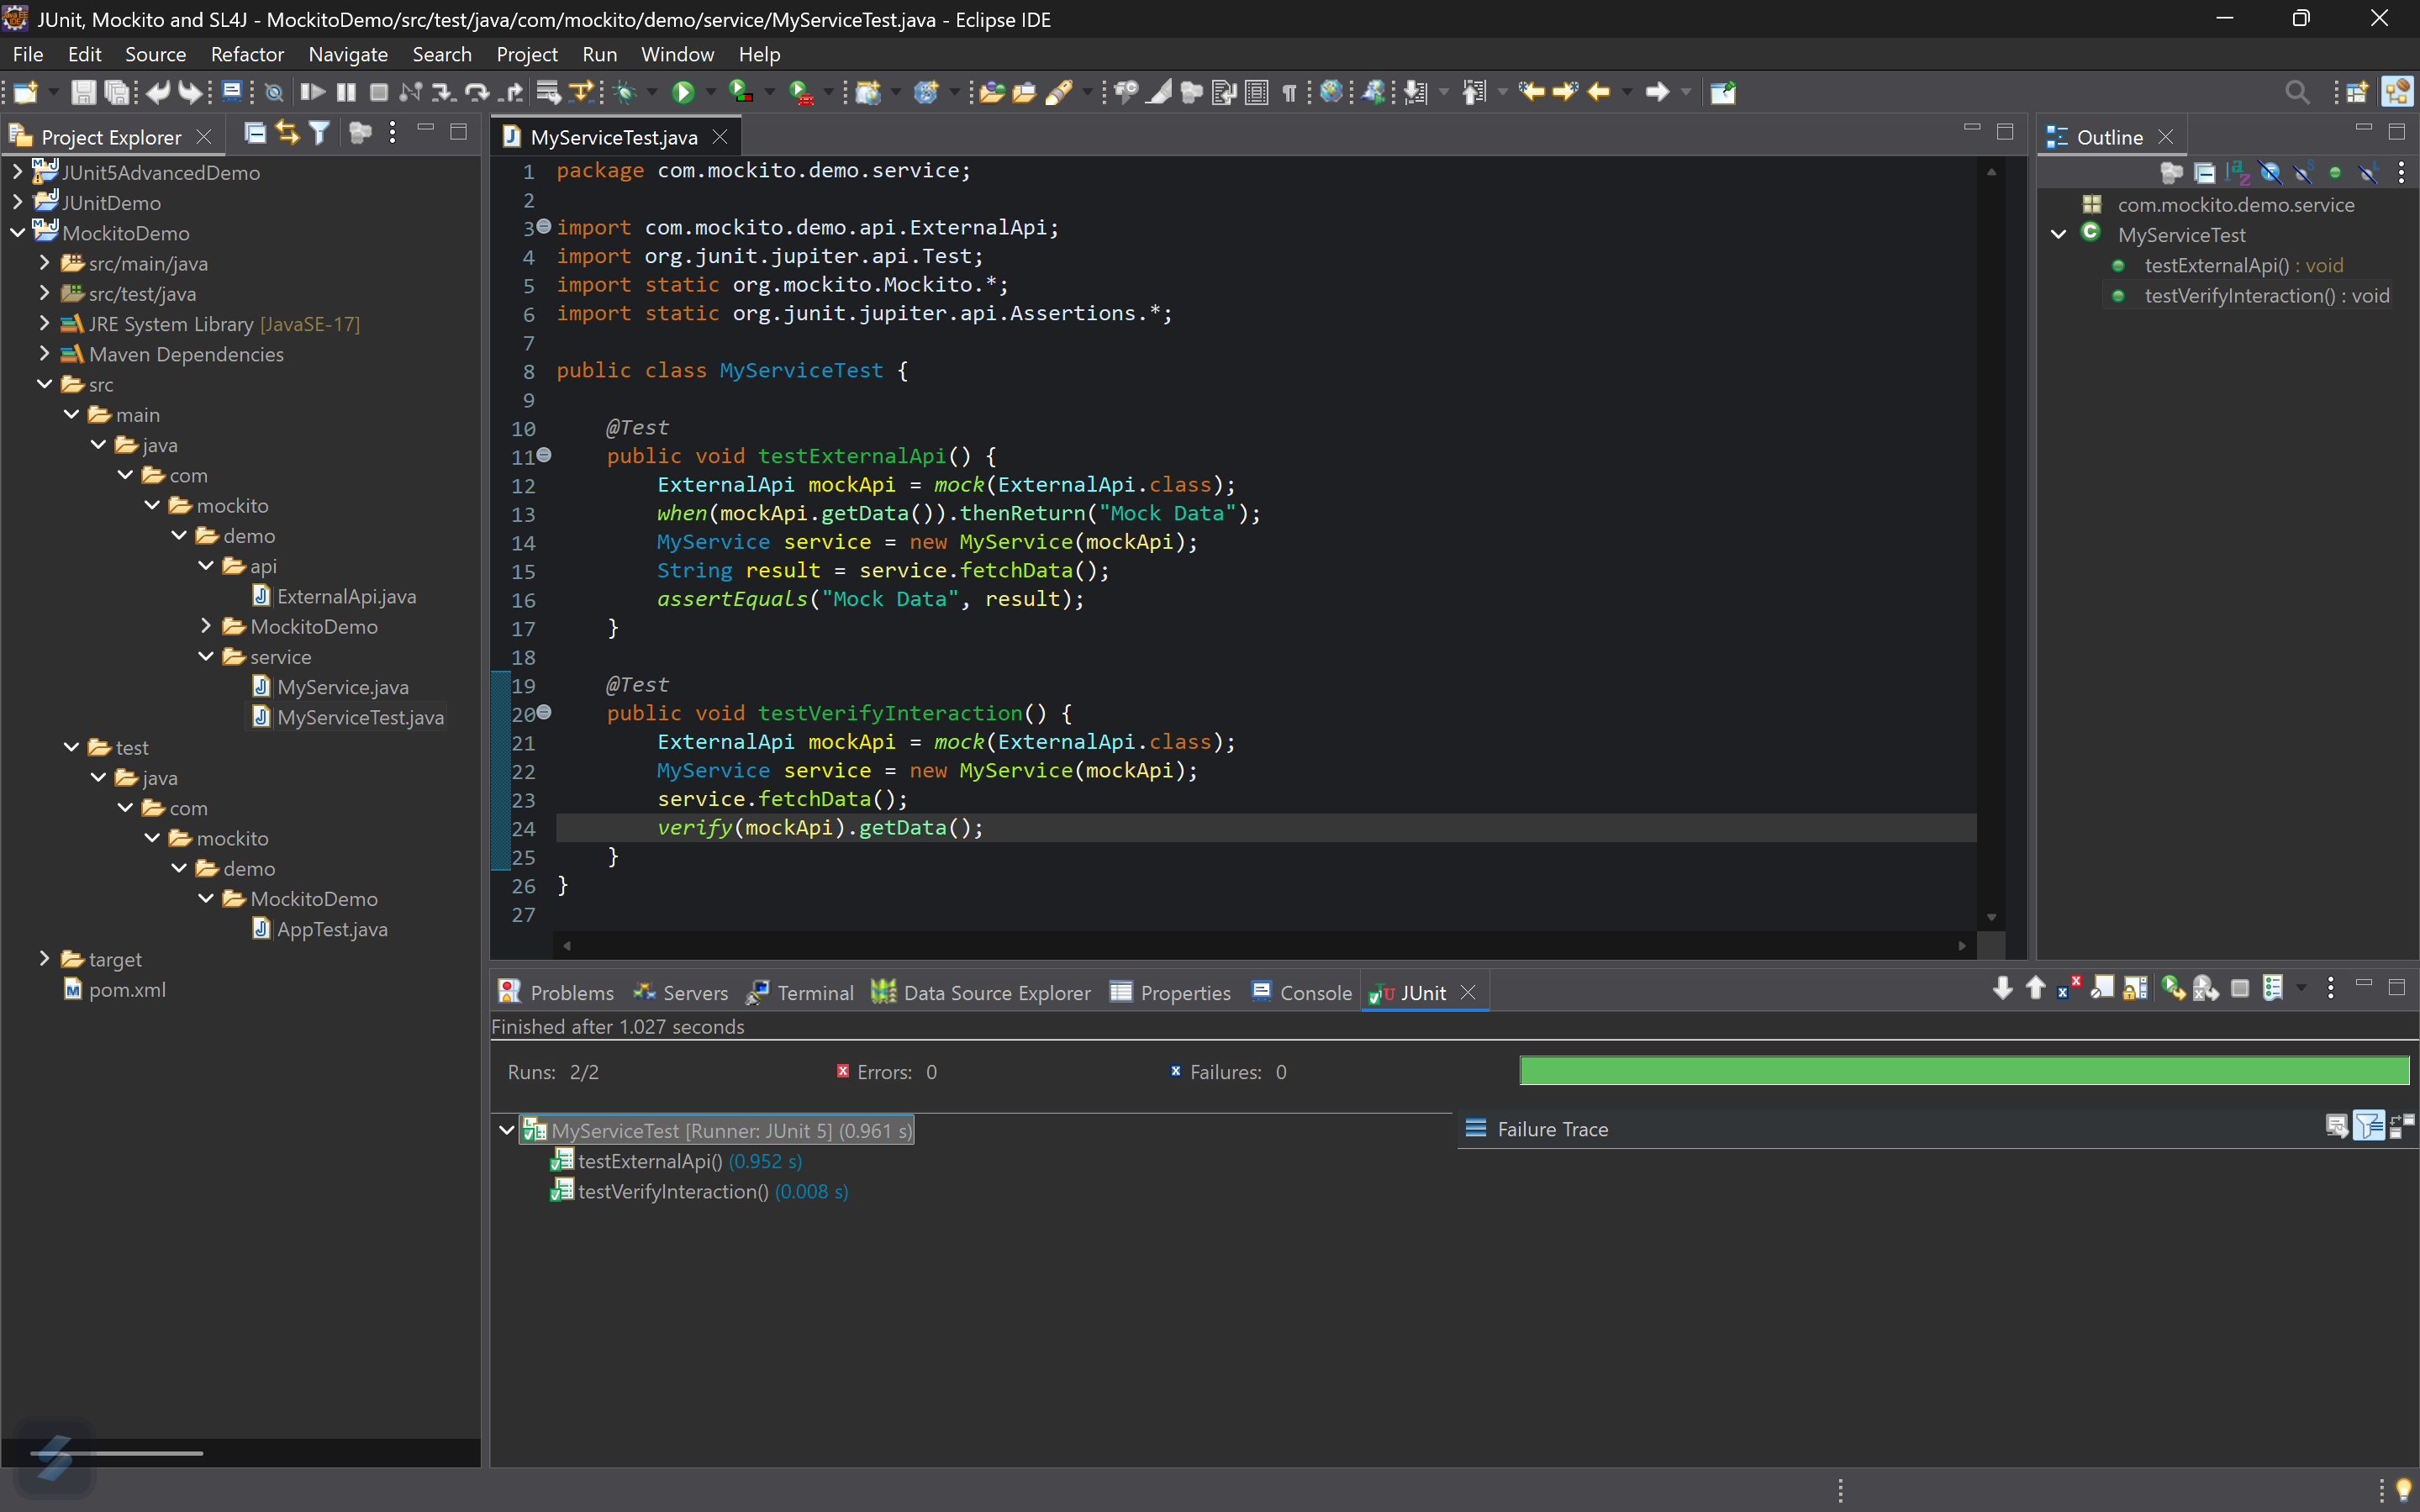 JUnit, Mockito and SL4J - MockitoDemo/src/test/java/com/mockito/demo/service/MyServiceTest.java - Eclipse IDE
File Edit Source Refactor Navigate Search Project Run Window Help
Project Explorer
JUnit5AdvancedDemo
JUnitDemo
MockitoDemo
src/main/java
src/test/java
JRE System Library [JavaSE-17]
Maven Dependencies
src
main
java
com
mockito
demo
api
ExternalApi.java
MockitoDemo
service
MyService.java
MyServiceTest.java
test
java
com
mockito
demo
MockitoDemo
AppTest.java
target
pom.xml
MyServiceTest.java
1 package com.mockito.demo.service;
2
3 import com.mockito.demo.api.ExternalApi;
4 import org.junit.jupiter.api.Test;
5 import static org.mockito.Mockito.*;
6 import static org.junit.jupiter.api.Assertions.*;
7
8 public class MyServiceTest {
9
10 @Test
11 public void testExternalApi() {
12 ExternalApi mockApi = mock(ExternalApi.class);
13 when(mockApi.getData()).thenReturn("Mock Data");
14 MyService service = new MyService(mockApi);
15 String result = service.fetchData();
16 assertEquals("Mock Data", result);
17 }
18
19 @Test
20 public void testVerifyInteraction() {
21 ExternalApi mockApi = mock(ExternalApi.class);
22 MyService service = new MyService(mockApi);
23 service.fetchData();
24 verify(mockApi).getData();
25 }
26 }
27
Outline
com.mockito.demo.service
MyServiceTest
testExternalApi() : void
testVerifyInteraction() : void
Problems Servers Terminal Data Source Explorer Properties Console JUnit
Finished after 1.027 seconds
Runs: 2/2 Errors: 0 Failures: 0
MyServiceTest [Runner: JUnit 5] (0.961 s)
testExternalApi() (0.952 s)
testVerifyInteraction() (0.008 s)
Failure Trace